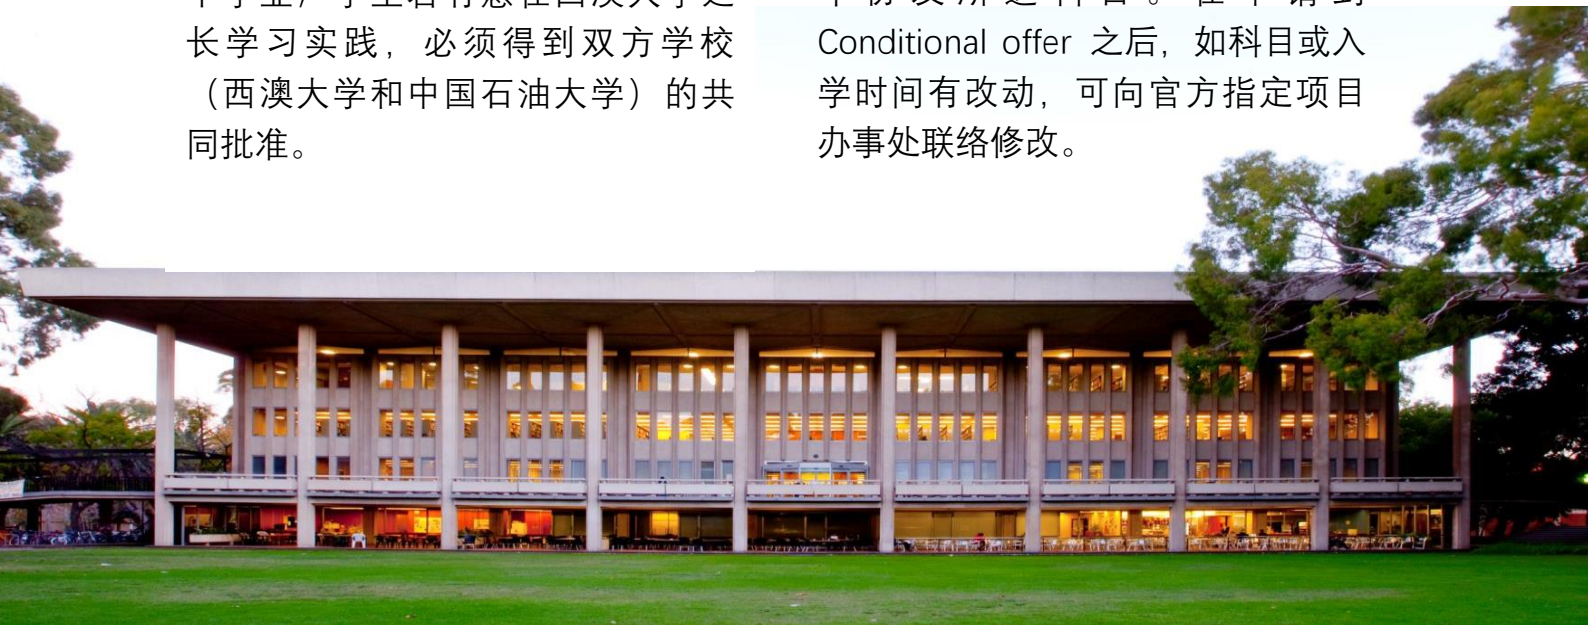 长学习实践，必须得到双方学校
（西澳大学和中国石油大学）的共
同批准。
Conditional offer 之后，如科目或入
学时间有改动，可向官方指定项目
办事处联络修改。